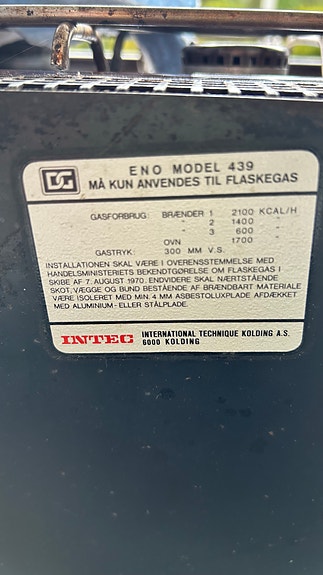 DG
ENO MODEL 439
MÅ KUN ANVENDES TIL FLASKEGAS
GASFORBRUG: BRÆNDER 1 2100 KCAL/H
" 2 1400 "
" 3 600 "
OVN 1700 "
GASTRYK: 300 MM V.S.
INSTALLATIONEN SKAL VÆRE I OVERENSSTEMMELSE MED
HANDELSMINISTERIETS BEKENDTGØRELSE OM FLASKEGAS I
SKIBE AF 7. AUGUST 1970. ENDVIDERE SKAL NÆRTSTÅENDE
SKOT, VÆGGE OG BUND BESTÅENDE AF BRÆNDBART MATERIALE
VÆRE ISOLERET MED MIN. 4 MM ASBESTOLUXPLADE AFDÆKKET
MED ALUMINIUM- ELLER STÅLPLADE.
INTEC INTERNATIONAL TECHNIQUE KOLDING A.S.
6000 KOLDING